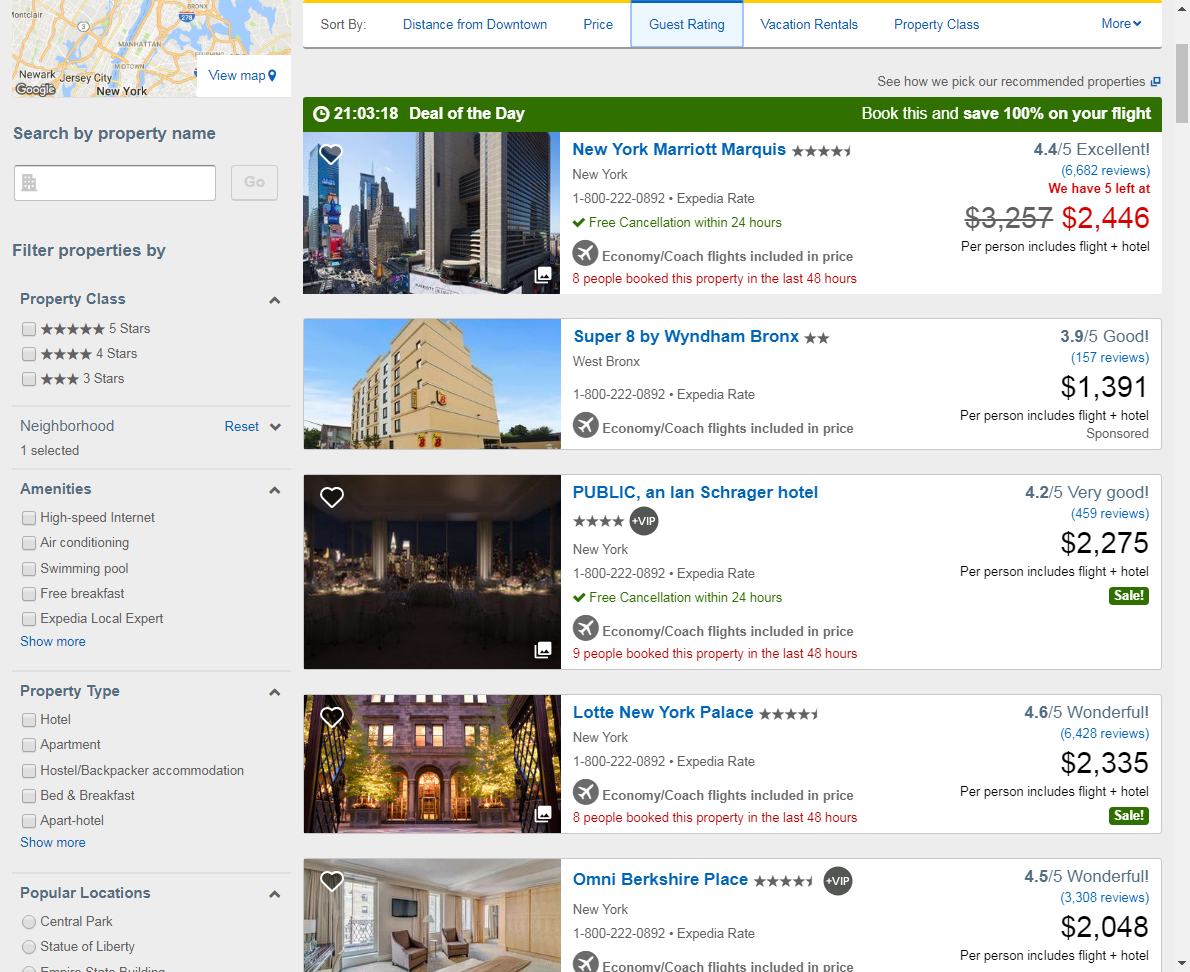 ontclair
BRONX
278
3
MANHATTAN
MIDTOWN
Newark
Jersey City
New York
Google
View map
Search by property name
Go
Filter properties by
Property Class
5 Stars
4 Stars
3 Stars
Neighborhood Reset
1 selected
Amenities
High-speed Internet
Air conditioning
Swimming pool
Free breakfast
Expedia Local Expert
Show more
Property Type
Hotel
Apartment
Hostel/Backpacker accommodation
Bed & Breakfast
Apart-hotel
Show more
Popular Locations
Central Park
Statue of Liberty
Empire State Building
Sort By: Distance from Downtown Price Guest Rating Vacation Rentals Property Class More
See how we pick our recommended properties
21:03:18 Deal of the Day Book this and save 100% on your flight
New York Marriott Marquis
New York
1-800-222-0892 • Expedia Rate
Free Cancellation within 24 hours
Economy/Coach flights included in price
8 people booked this property in the last 48 hours
4.4/5 Excellent!
(6,682 reviews)
We have 5 left at
$3,257 $2,446
Per person includes flight + hotel
Super 8 by Wyndham Bronx
West Bronx
1-800-222-0892 • Expedia Rate
Economy/Coach flights included in price
3.9/5 Good!
(157 reviews)
$1,391
Per person includes flight + hotel
Sponsored
PUBLIC, an Ian Schrager hotel
+VIP
New York
1-800-222-0892 • Expedia Rate
Free Cancellation within 24 hours
Economy/Coach flights included in price
9 people booked this property in the last 48 hours
4.2/5 Very good!
(459 reviews)
$2,275
Per person includes flight + hotel
Sale!
Lotte New York Palace
New York
1-800-222-0892 • Expedia Rate
Economy/Coach flights included in price
8 people booked this property in the last 48 hours
4.6/5 Wonderful!
(6,428 reviews)
$2,335
Per person includes flight + hotel
Sale!
Omni Berkshire Place +VIP
New York
1-800-222-0892 • Expedia Rate
Economy/Coach flights included in price
4.5/5 Wonderful!
(3,308 reviews)
$2,048
Per person includes flight + hotel